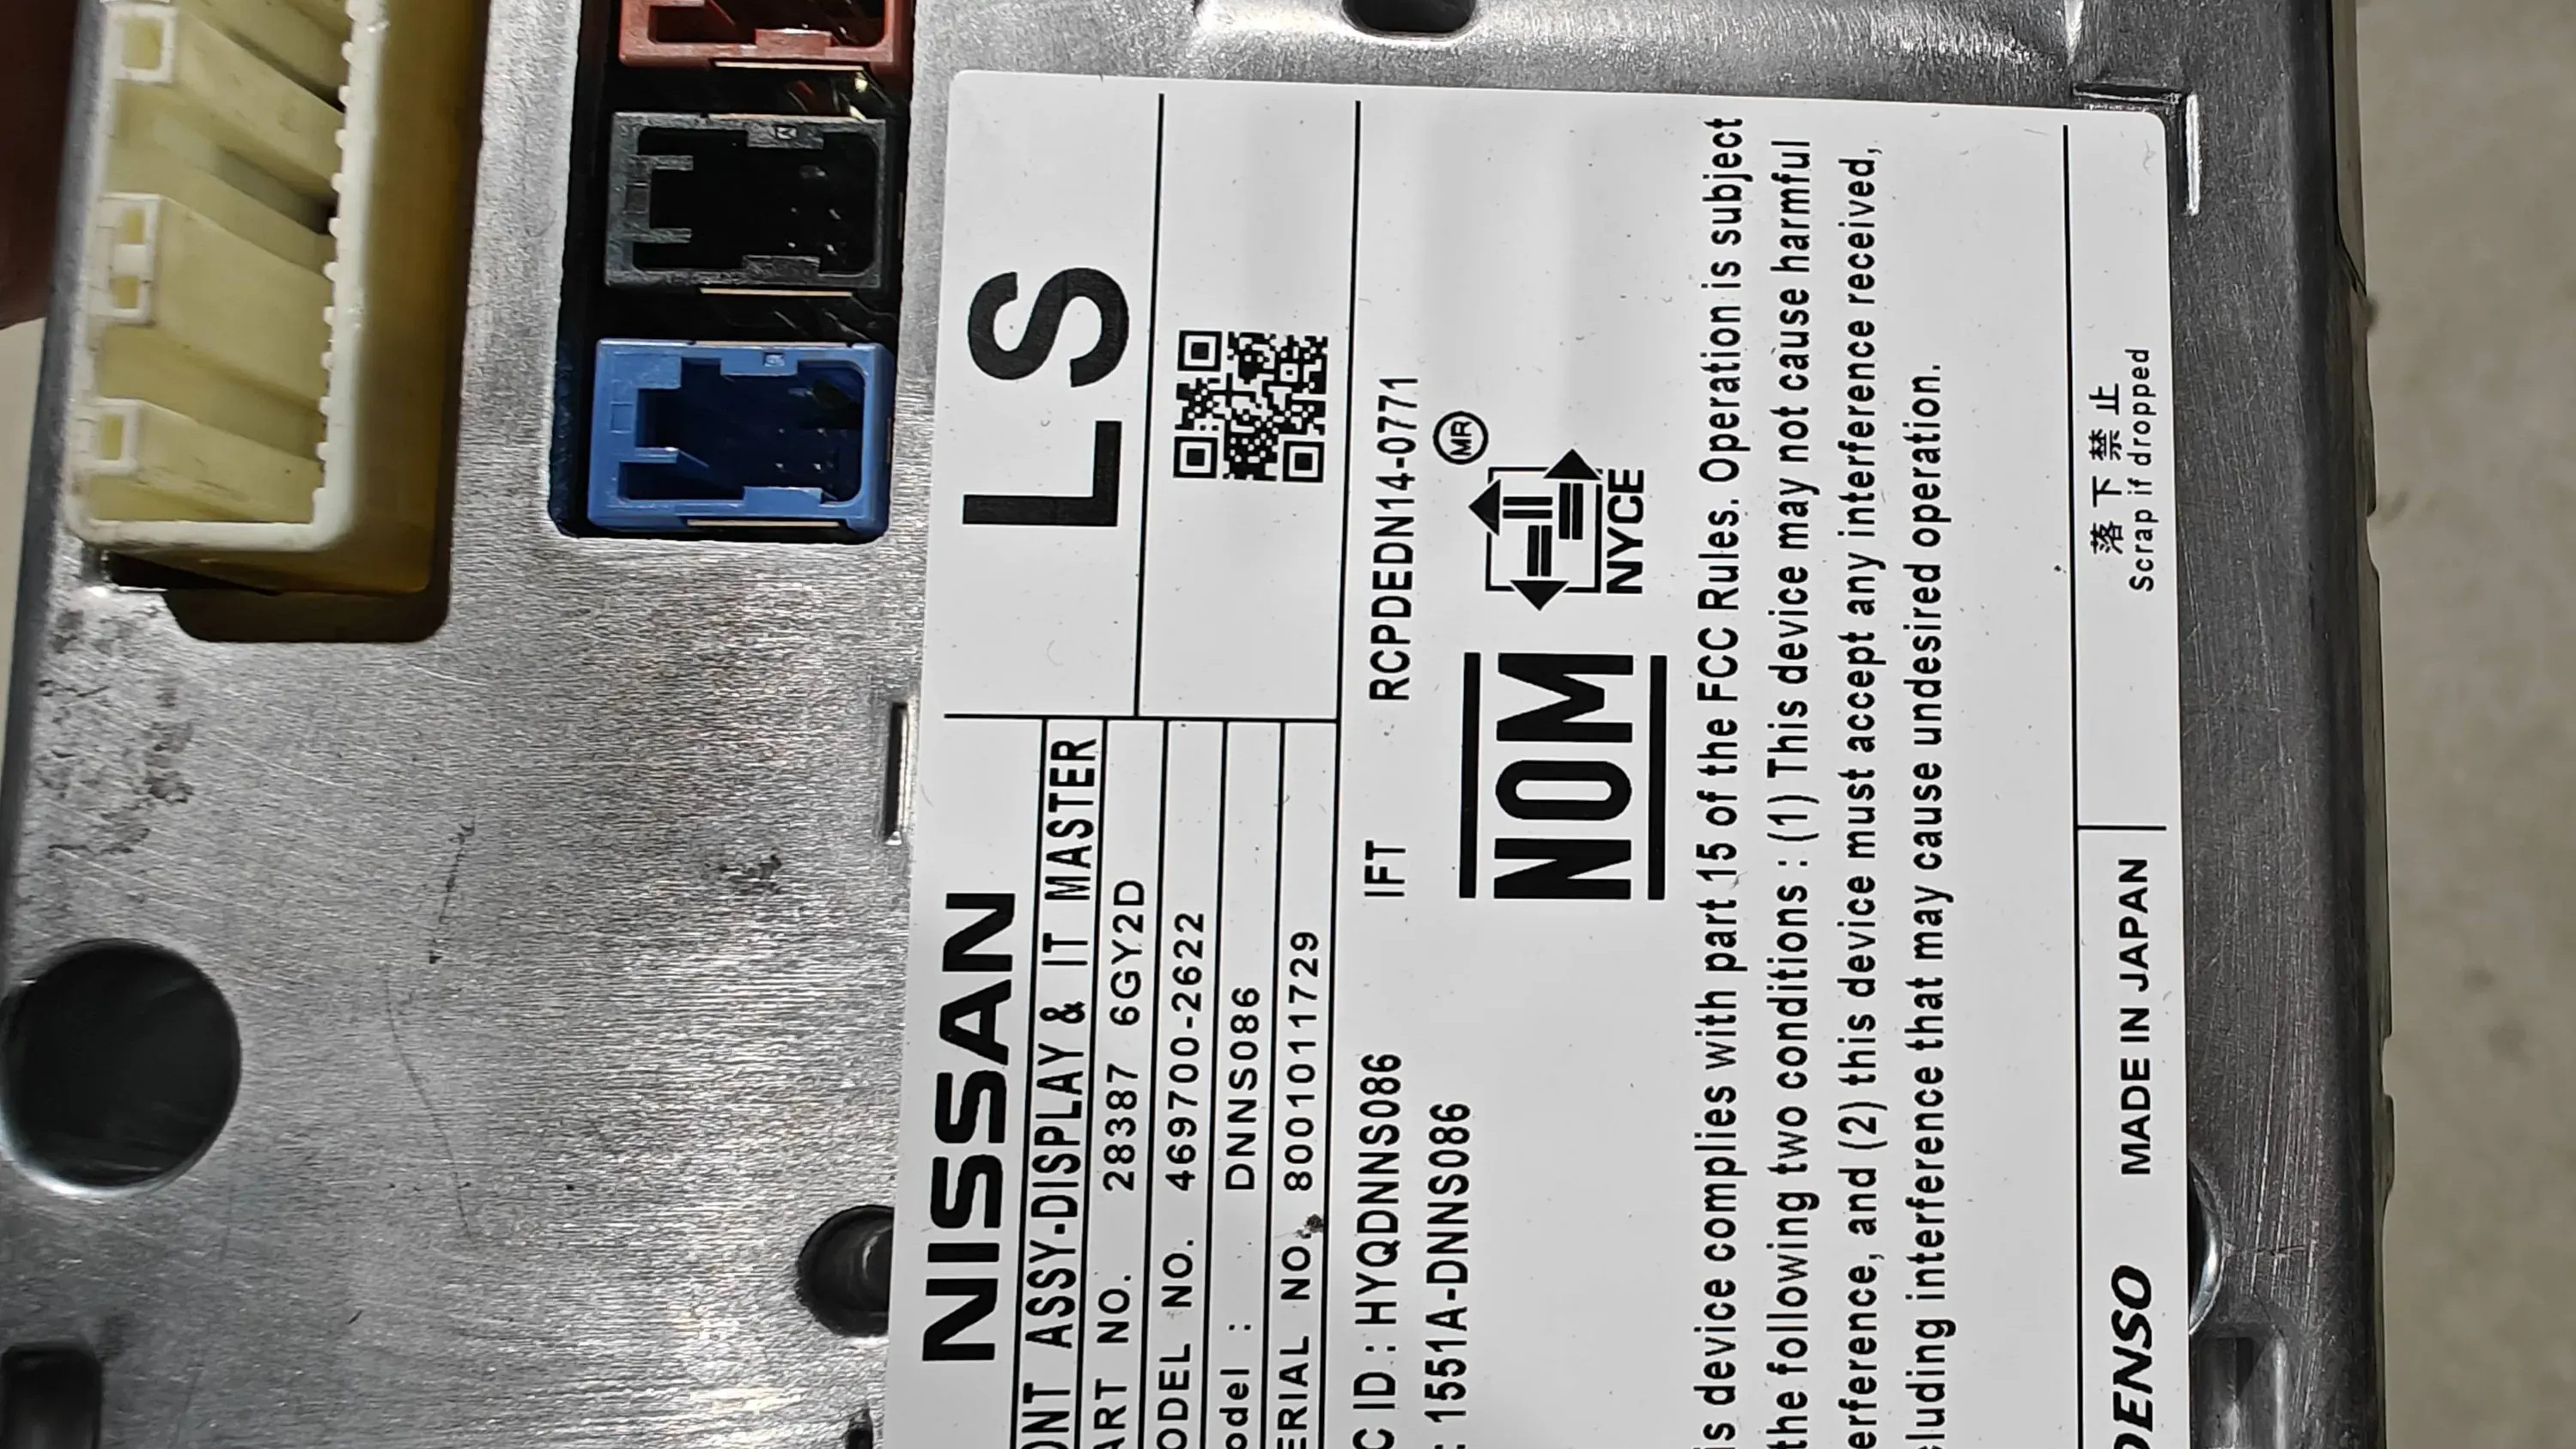 NISSAN
LS
ONT ASSY-DISPLAY & IT MASTER
ART NO. 28387 6GY2D
ODEL NO. 469700-2622
odel : DNNS086
ERIAL NO. 8001011729
C ID : HYQDNNS086 IFT RCPDEDN14-0771
: 1551A-DNNS086
NOM
NYCE
MR
is device complies with part 15 of the FCC Rules. Operation is subject
the following two conditions : (1) This device may not cause harmful
erference, and (2) this device must accept any interference received,
cluding interference that may cause undesired operation.
DENSO MADE IN JAPAN
落下禁止
Scrap if dropped